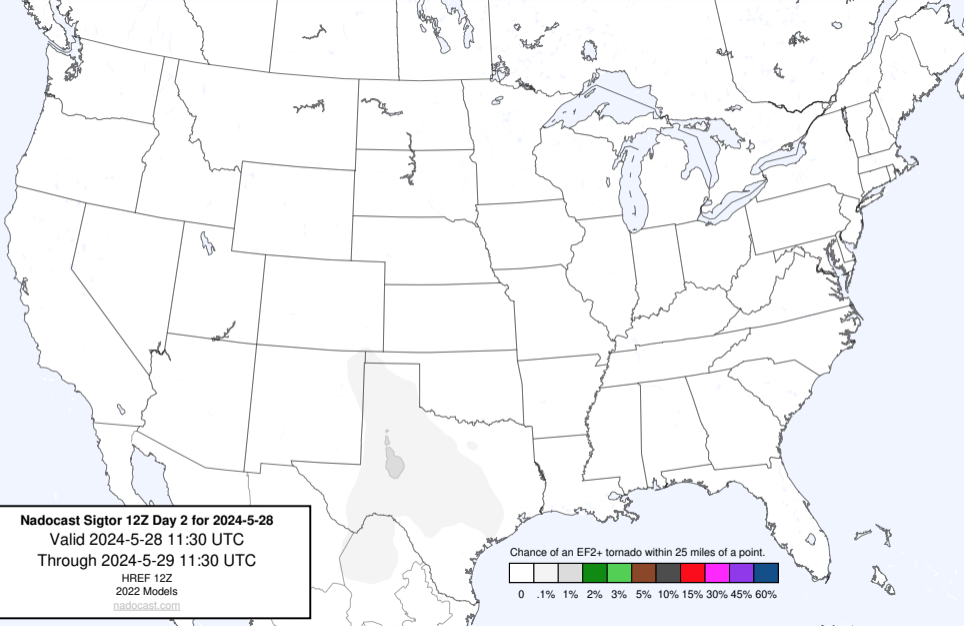 Nadocast Sigtor 12Z Day 2 for 2024-5-28
Valid 2024-5-28 11:30 UTC
Through 2024-5-29 11:30 UTC
HREF 12Z
2022 Models
nadocast.com
Chance of an EF2+ tornado within 25 miles of a point.
0 .1% 1% 2% 3% 5% 10% 15% 30% 45% 60%